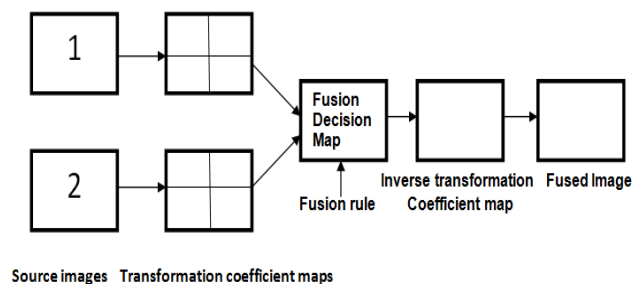 1
2
Fusion
Decision
Map
Fusion rule
Inverse transformation
Coefficient map
Fused Image
Source images
Transformation coefficient maps